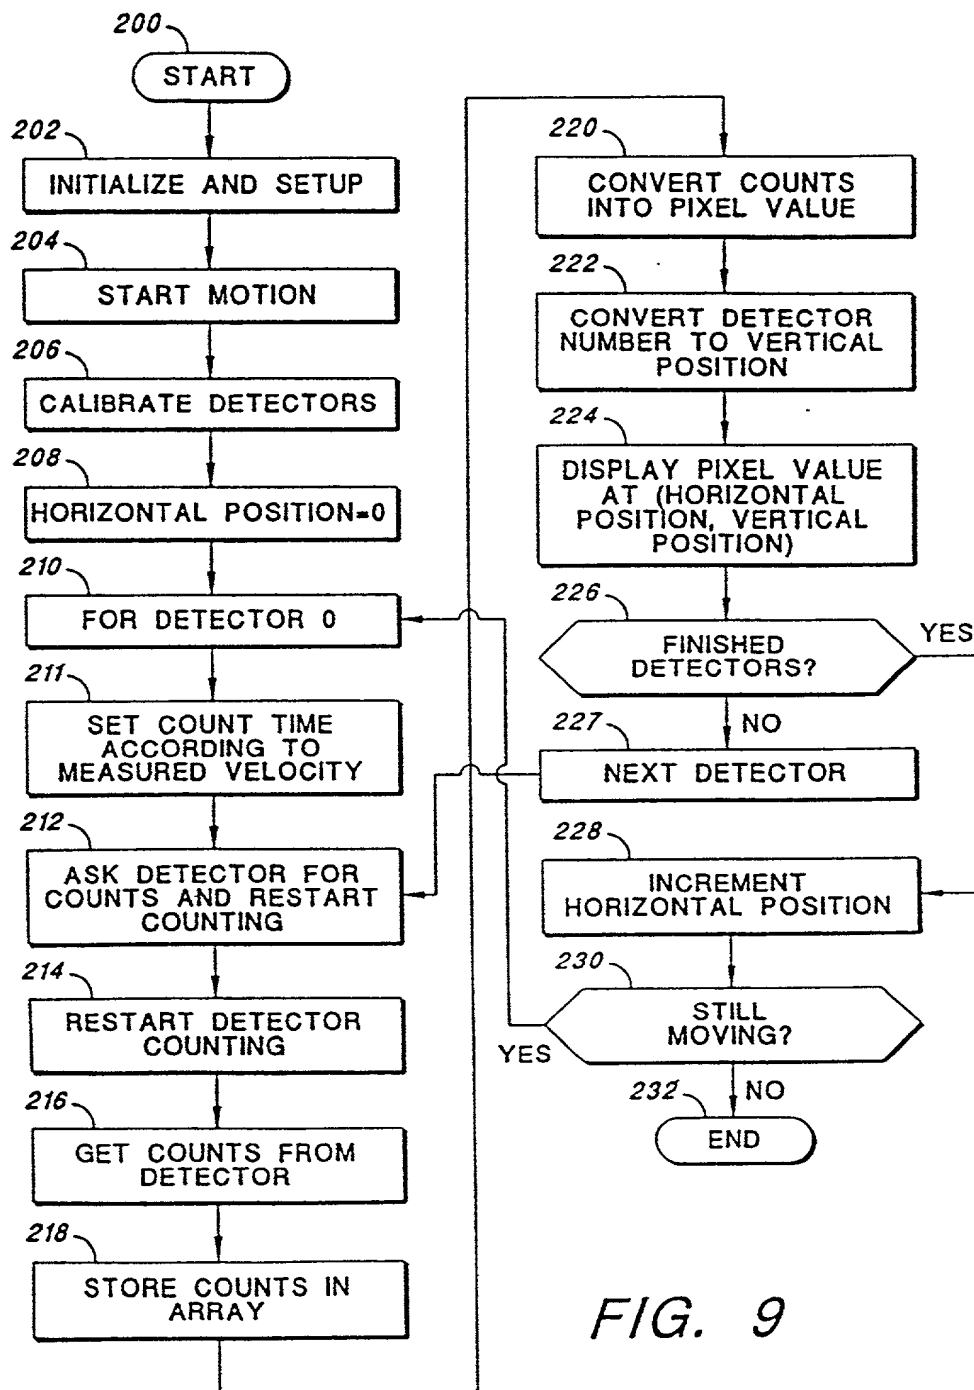 200
START
202
INITIALIZE AND SETUP
204
START MOTION
206
CALIBRATE DETECTORS
208
HORIZONTAL POSITION=0
210
FOR DETECTOR 0
211
SET COUNT TIME
ACCORDING TO
MEASURED VELOCITY
212
ASK DETECTOR FOR
COUNTS AND RESTART
COUNTING
214
RESTART DETECTOR
COUNTING
216
GET COUNTS FROM
DETECTOR
218
STORE COUNTS IN
ARRAY
220
CONVERT COUNTS
INTO PIXEL VALUE
222
CONVERT DETECTOR
NUMBER TO VERTICAL
POSITION
224
DISPLAY PIXEL VALUE
AT (HORIZONTAL
POSITION, VERTICAL
POSITION)
226
FINISHED
DETECTORS?
YES
NO
227
NEXT DETECTOR
228
INCREMENT
HORIZONTAL POSITION
230
STILL
MOVING?
YES
NO
232
END
FIG. 9